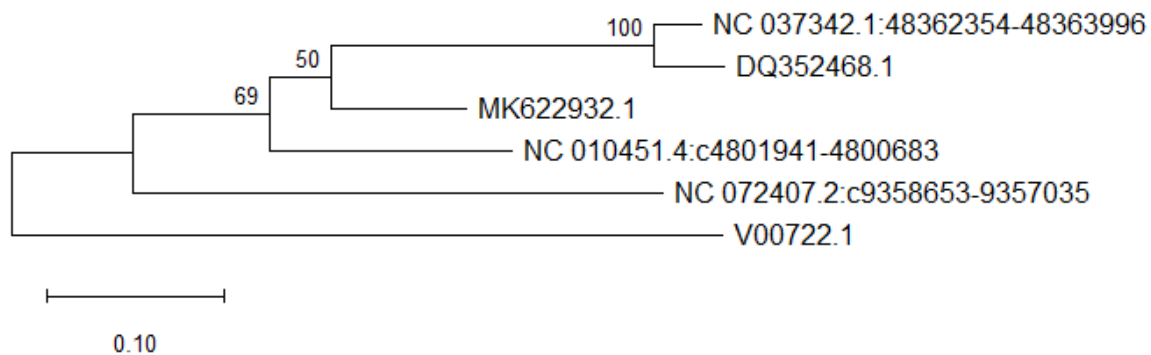 100
NC 037342.1:48362354-48363996
50
DQ352468.1
69
MK622932.1
NC 010451.4:c4801941-4800683
NC 072407.2:c9358653-9357035
V00722.1
0.10